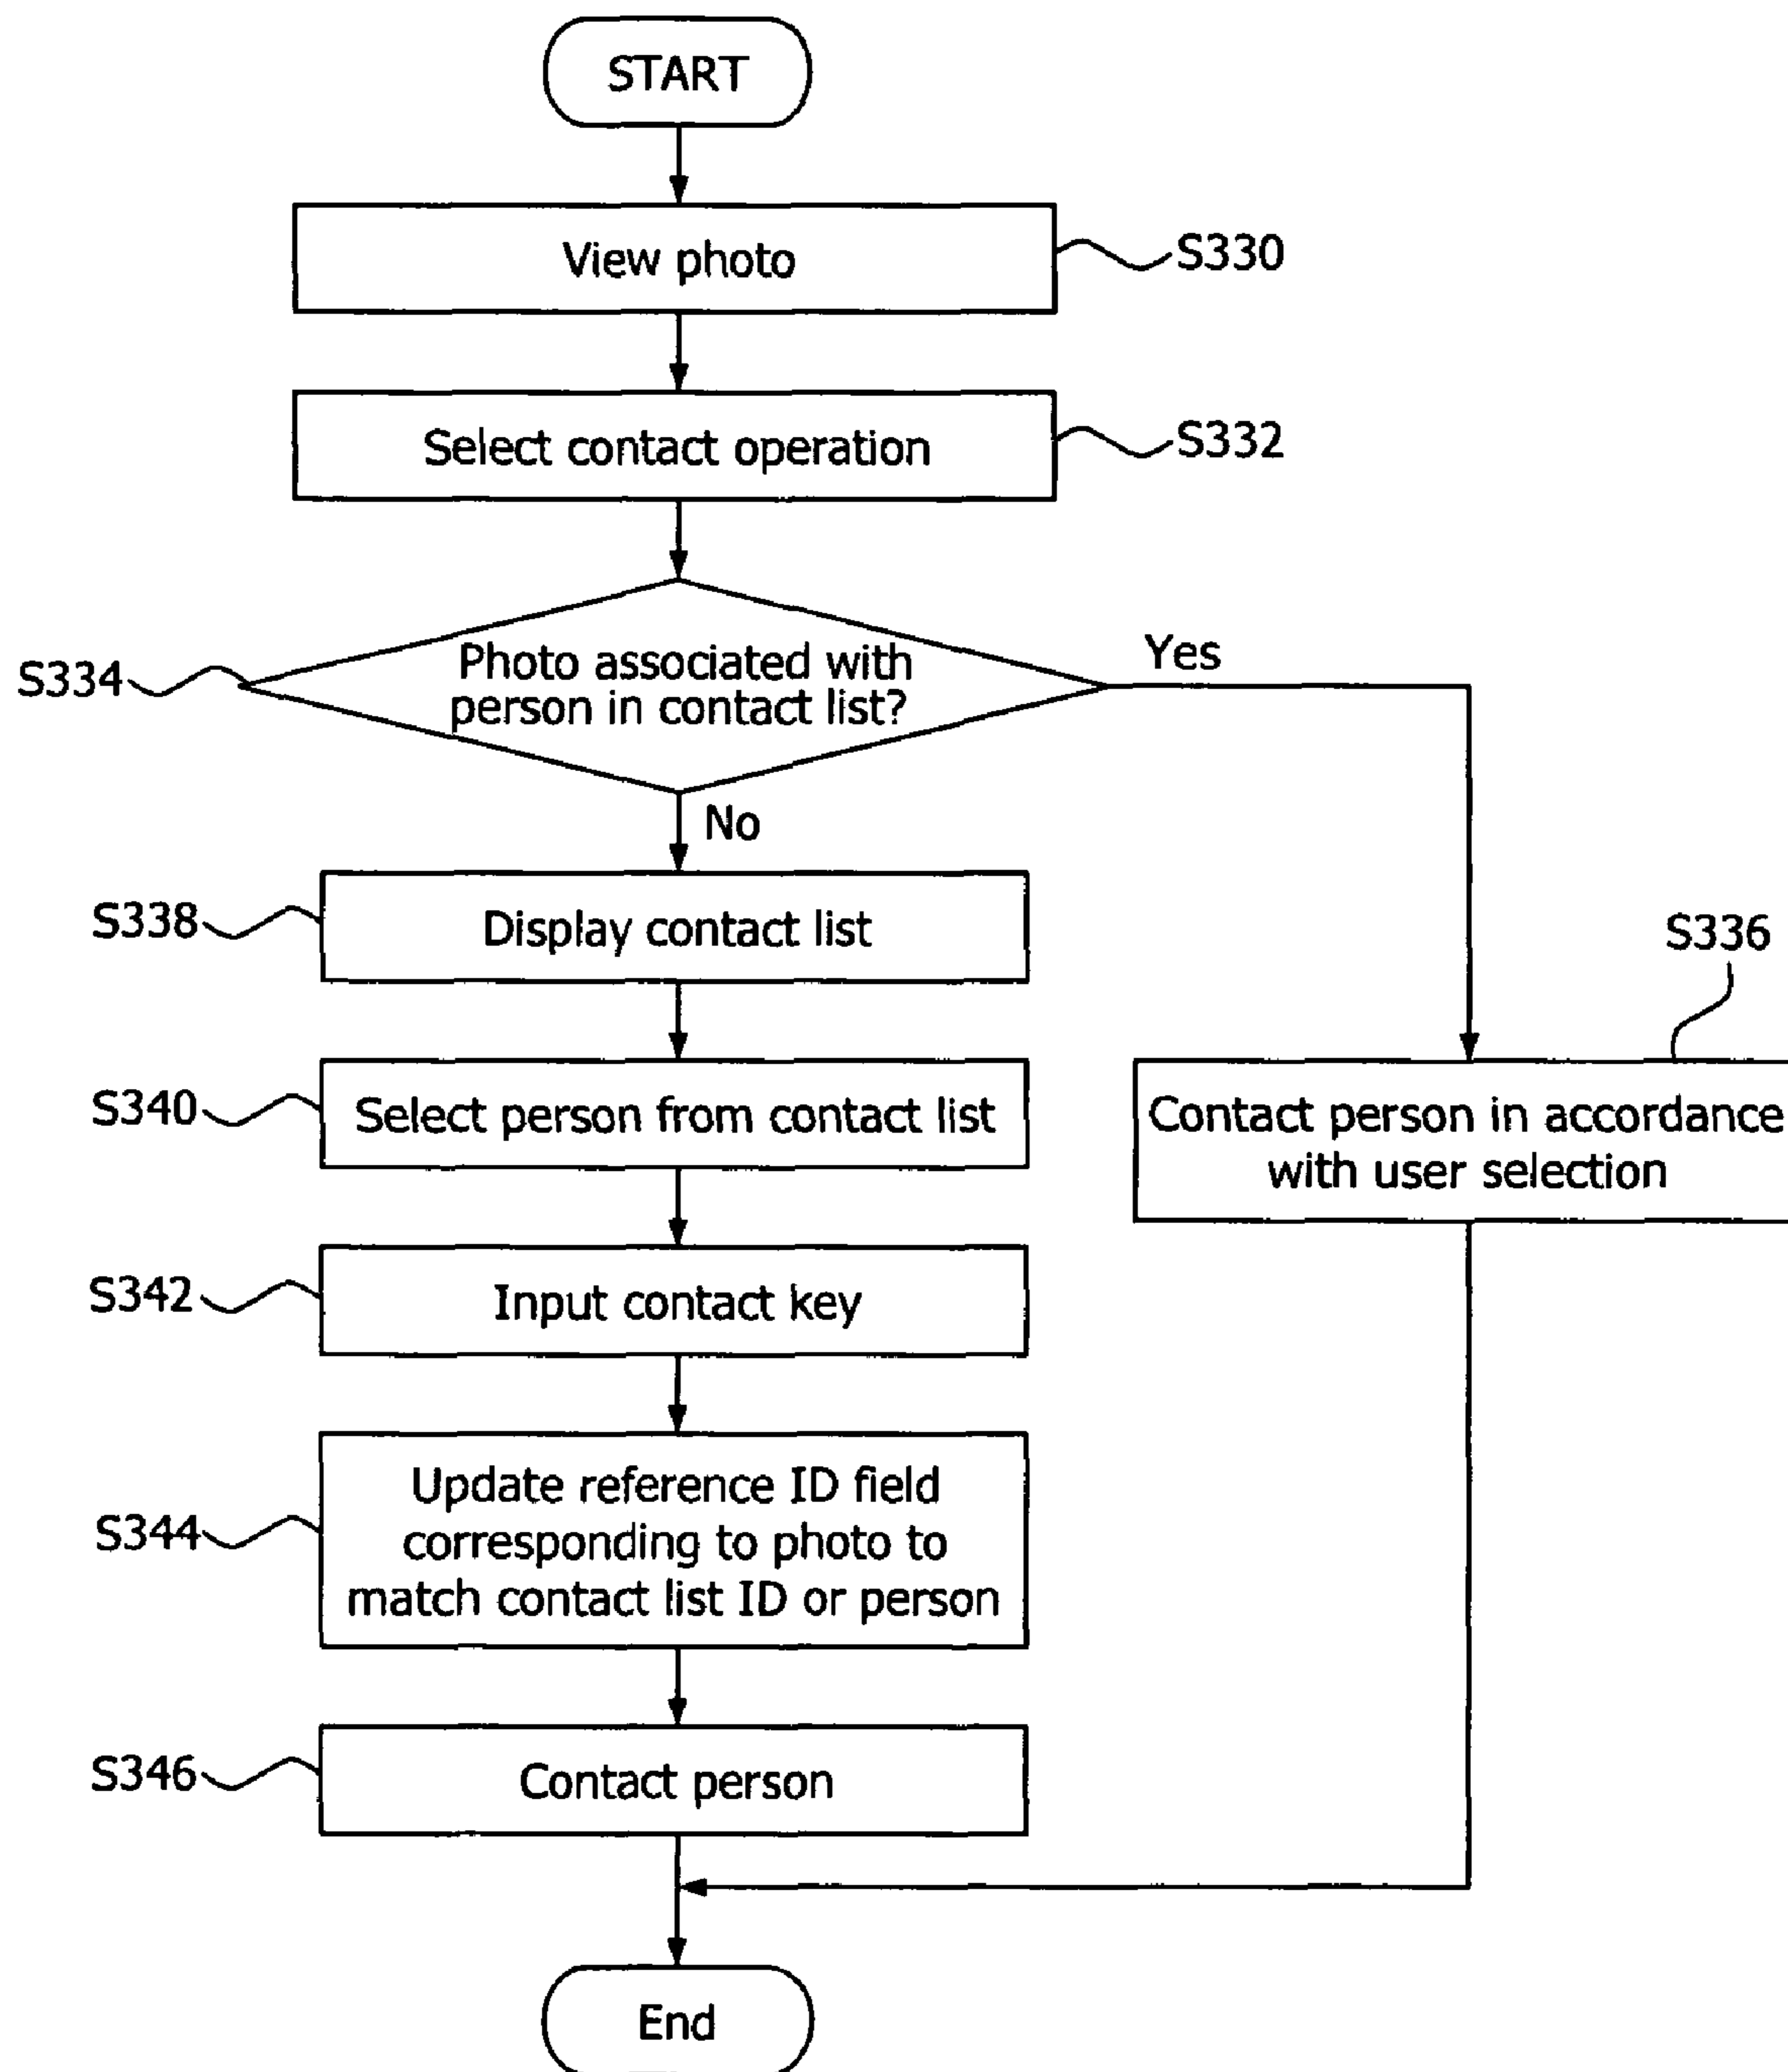 START
View photo
S330
Select contact operation
S332
S334
Photo associated with
person in contact list?
Yes
No
S338
Display contact list
S336
S340
Select person from contact list
Contact person in accordance
with user selection
S342
Input contact key
S344
Update reference ID field
corresponding to photo to
match contact list ID or person
S346
Contact person
End